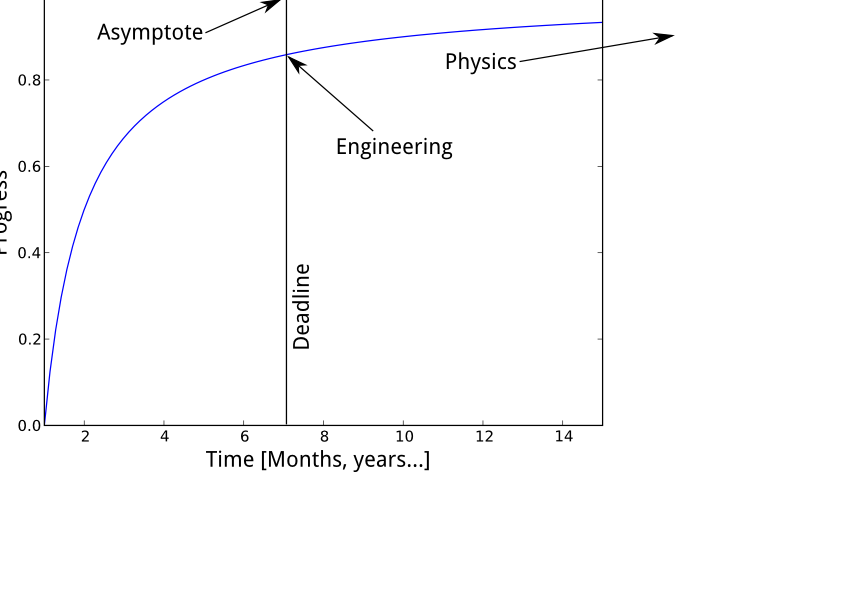 Asymptote
Physics
0.8
Engineering
0.6
Progress
0.4
Deadline
0.2
0.0
2 4 6 8 10 12 14
Time [Months, years...]